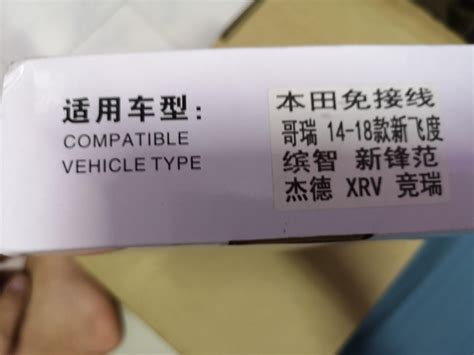 适用车型：
COMPATIBLE
VEHICLE TYPE
本田免接线
哥瑞 14-18款新飞度
缤智 新锋范
杰德 XRV 竞瑞